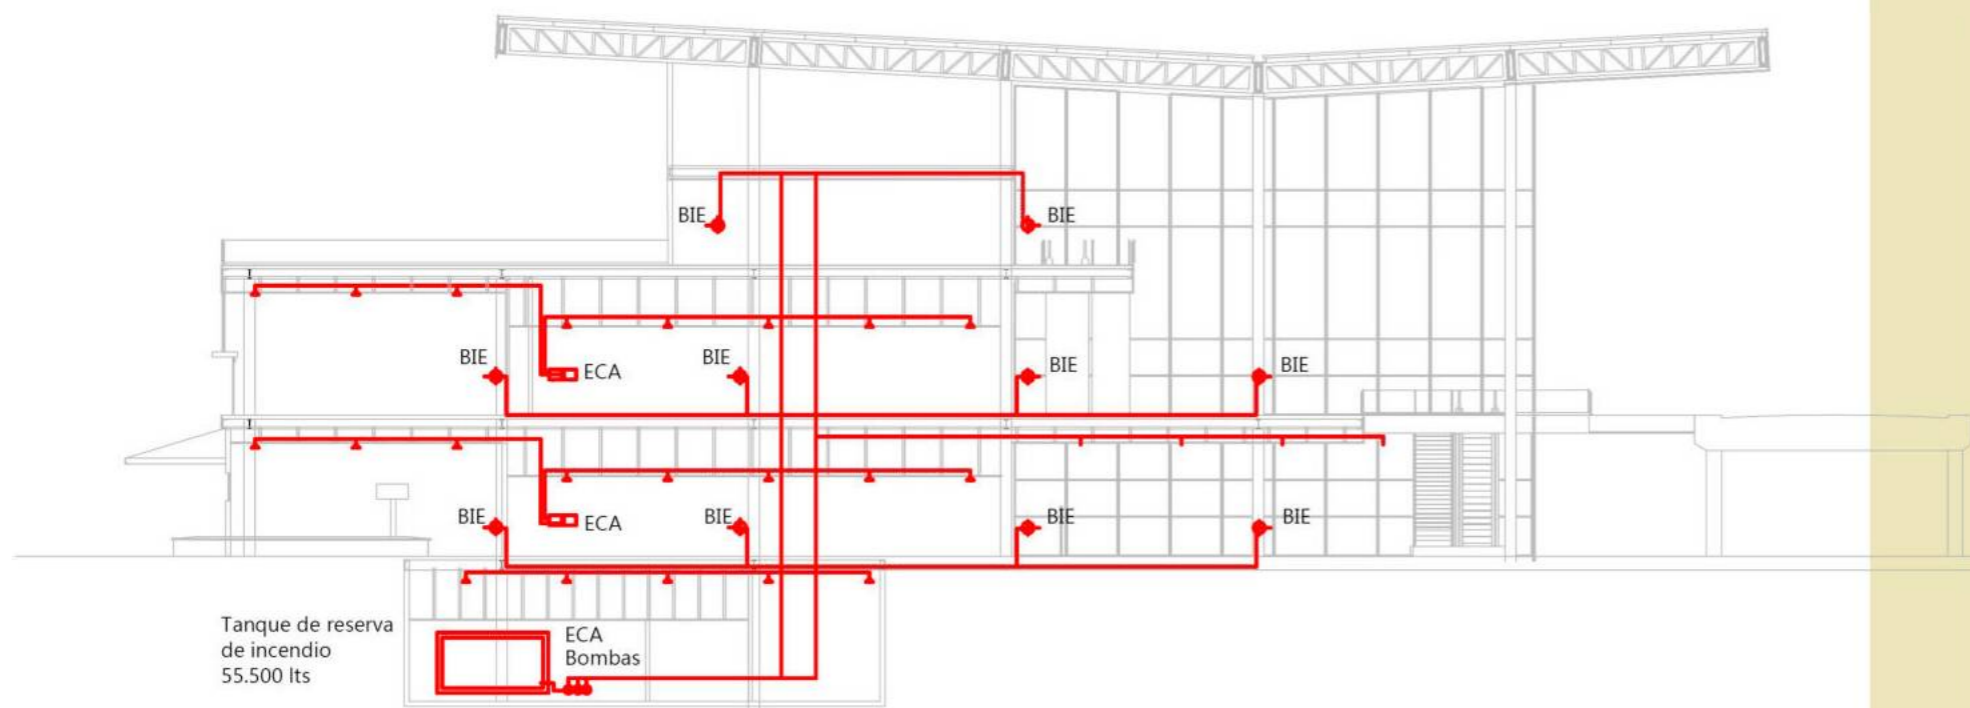 BIE
BIE
BIE
ECA
BIE
BIE
BIE
BIE
ECA
BIE
BIE
BIE
Tanque de reserva
de incendio
55.500 lts
ECA
Bombas